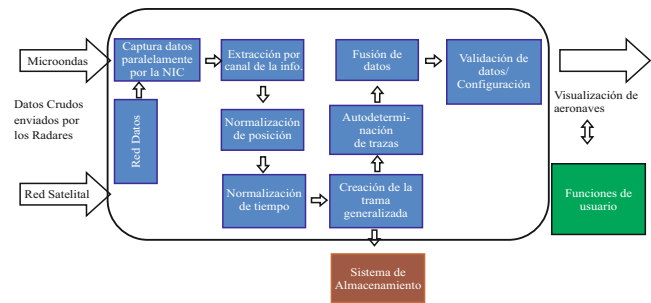 Microondas
Datos Crudos
enviados por
los Radares
Red Satelital
Captura datos
paralelamente
por la NIC
Red Datos
Extracción por
canal de la info.
Normalización
de posición
Normalización
de tiempo
Creación de la
trama
generalizada
Autodetermi-
nación
de trazas
Fusión de
datos
Validación de
datos/
Configuración
Visualización de
aeronaves
Funciones de
usuario
Sistema de
Almacenamiento